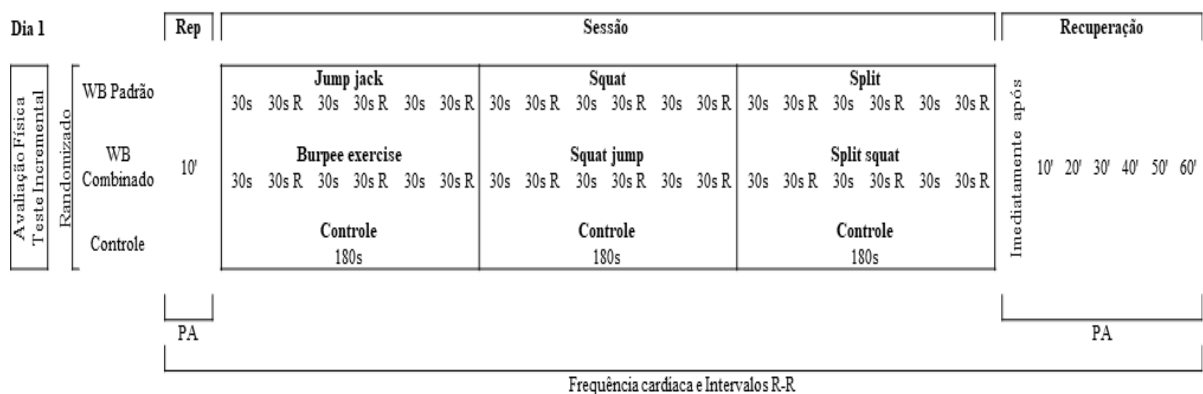 Dia 1 Rep Sessão Recuperação
Avaliação Física
Teste Incremental
Randomizado
WB Padrão
Jump jack Squat Split
30s 30s R 30s 30s R 30s 30s R 30s 30s R 30s 30s R 30s 30s R 30s 30s R 30s 30s R 30s 30s R
WB
Combinado
10'
Burpee exercise Squat jump Split squat
30s 30s R 30s 30s R 30s 30s R 30s 30s R 30s 30s R 30s 30s R 30s 30s R 30s 30s R 30s 30s R
Controle
Controle Controle Controle
180s 180s 180s
Imediatamente após
10' 20' 30' 40' 50' 60'
PA PA
Frequência cardíaca e Intervalos R-R